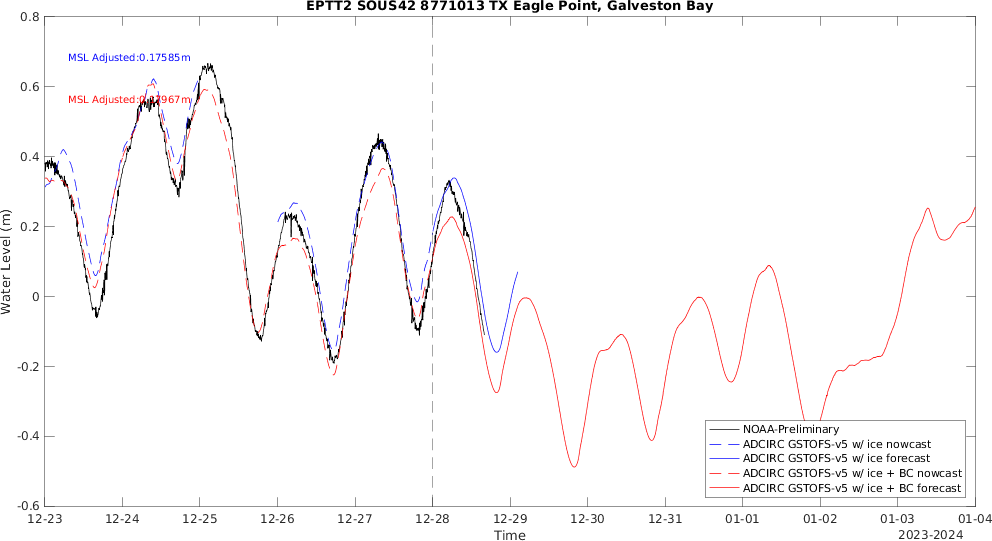 EPTT2 SOUS42 8771013 TX Eagle Point, Galveston Bay
MSL Adjusted:0.17585m
MSL Adjusted:0.17967m
Water Level (m)
0.8
0.6
0.4
0.2
0
-0.2
-0.4
-0.6
NOAA-Preliminary
ADCIRC GSTOFS-v5 w/ ice nowcast
ADCIRC GSTOFS-v5 w/ ice forecast
ADCIRC GSTOFS-v5 w/ ice + BC nowcast
ADCIRC GSTOFS-v5 w/ ice + BC forecast
12-23 12-24 12-25 12-26 12-27 12-28 12-29 12-30 12-31 01-01 01-02 01-03 01-04
Time
2023-2024